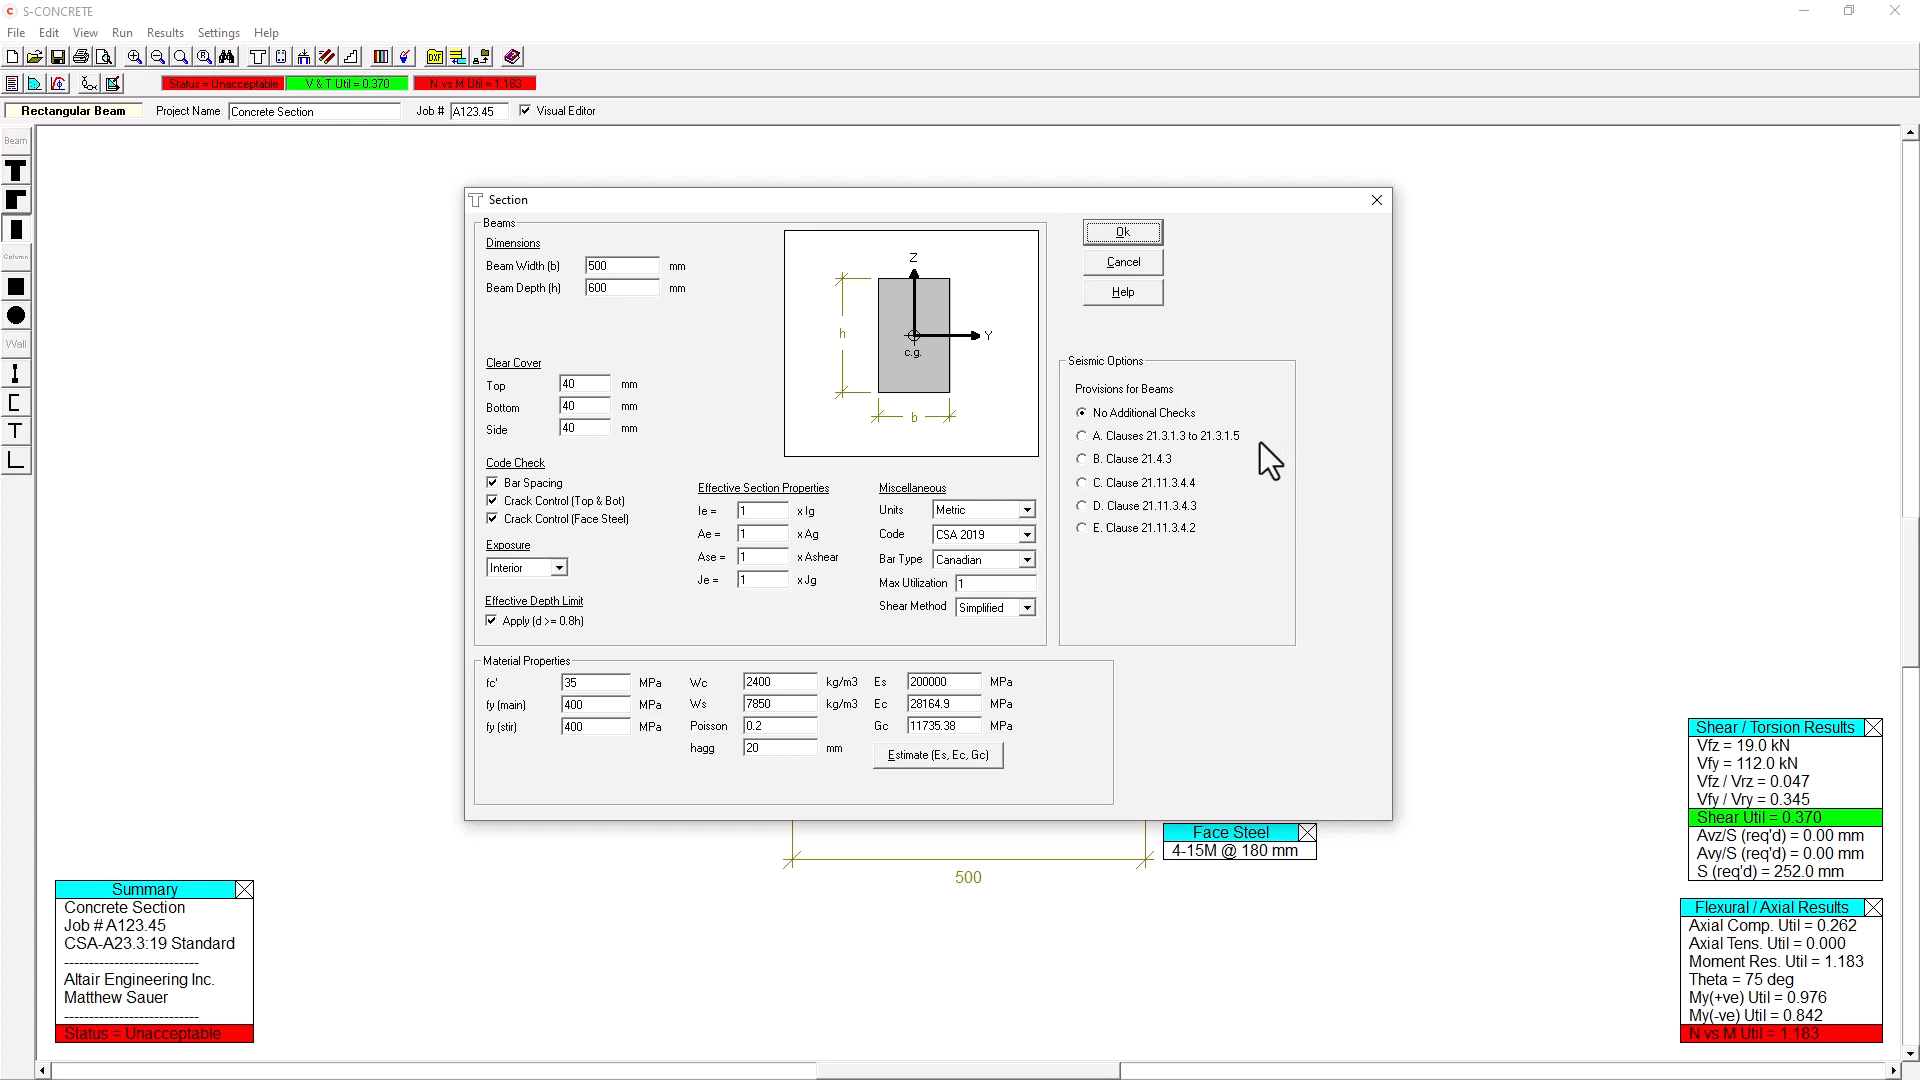 S-CONCRETE
File Edit View Run Results Settings Help
DXF
Status = Unacceptable V & T Util = 0.370 N vs M Util = 1.183
Rectangular Beam Project Name Concrete Section Job # A123.45 Visual Editor
Beam
Column
Wall
Section
Beams
Dimensions
Beam Width (b) 500 mm
Beam Depth (h) 600 mm
Clear Cover
Top 40 mm
Bottom 40 mm
Side 40 mm
Code Check
Bar Spacing
Crack Control (Top & Bot)
Crack Control (Face Steel)
Exposure
Interior
Effective Depth Limit
Apply (d >= 0.8h)
Z
Y
h
c.g.
b
Effective Section Properties
Ie = 1 x Ig
Ae = 1 x Ag
Ase = 1 x Ashear
Je = 1 x Jg
Miscellaneous
Units Metric
Code CSA 2019
Bar Type Canadian
Max Utilization 1
Shear Method Simplified
Ok
Cancel
Help
Seismic Options
Provisions for Beams
No Additional Checks
A. Clauses 21.3.1.3 to 21.3.1.5
B. Clause 21.4.3
C. Clause 21.11.3.4.4
D. Clause 21.11.3.4.3
E. Clause 21.11.3.4.2
Material Properties
fc' 35 MPa Wc 2400 kg/m3 Es 200000 MPa
fy (main) 400 MPa Ws 7850 kg/m3 Ec 28164.9 MPa
fy (stir) 400 MPa Poisson 0.2 Gc 11735.38 MPa
hagg 20 mm Estimate (Es, Ec, Gc)
Face Steel
4-15M @ 180 mm
500
Summary
Concrete Section
Job # A123.45
CSA-A23.3:19 Standard
---------------------------
Altair Engineering Inc.
Matthew Sauer
---------------------------
Status = Unacceptable
Shear / Torsion Results
Vfz = 19.0 kN
Vfy = 112.0 kN
Vfz / Vrz = 0.047
Vfy / Vry = 0.345
Shear Util = 0.370
Avz/S (req'd) = 0.00 mm
Avy/S (req'd) = 0.00 mm
S (req'd) = 252.0 mm
Flexural / Axial Results
Axial Comp. Util = 0.262
Axial Tens. Util = 0.000
Moment Res. Util = 1.183
Theta = 75 deg
My(+ve) Util = 0.976
My(-ve) Util = 0.842
N vs M Util = 1.183